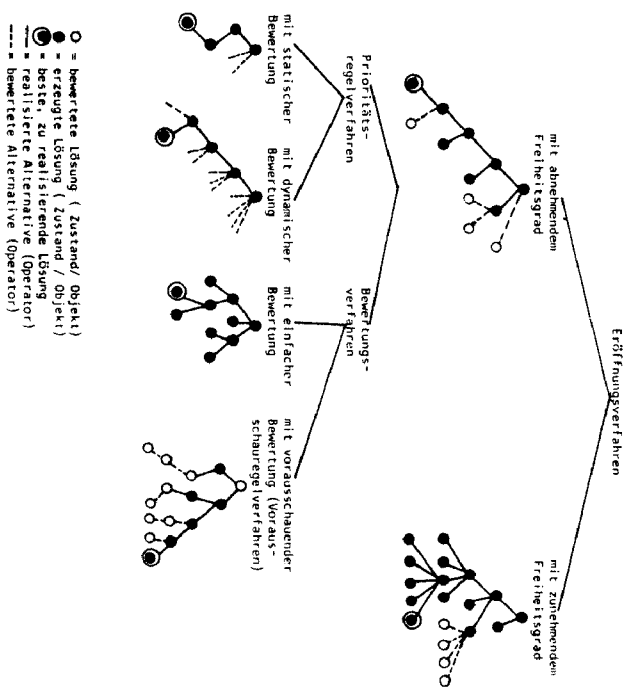 Eröffnungsverfahren
mit abnehmendem
Freiheitsgrad
mit zunehmendem
Freiheitsgrad
Prioritäts-
regelverfahren
Bewertungs-
verfahren
mit statischer
Bewertung
mit dynamischer
Bewertung
mit einfacher
Bewertung
mit vorausschauender
Bewertung (Voraus-
schauregelverfahren)
= bewertete Lösung ( Zustand/ Objekt)
= erzeugte Lösung ( Zustand / Objekt)
= beste, zu realisierende Lösung
= realisierte Alternative (Operator)
= bewertete Alternative (Operator)